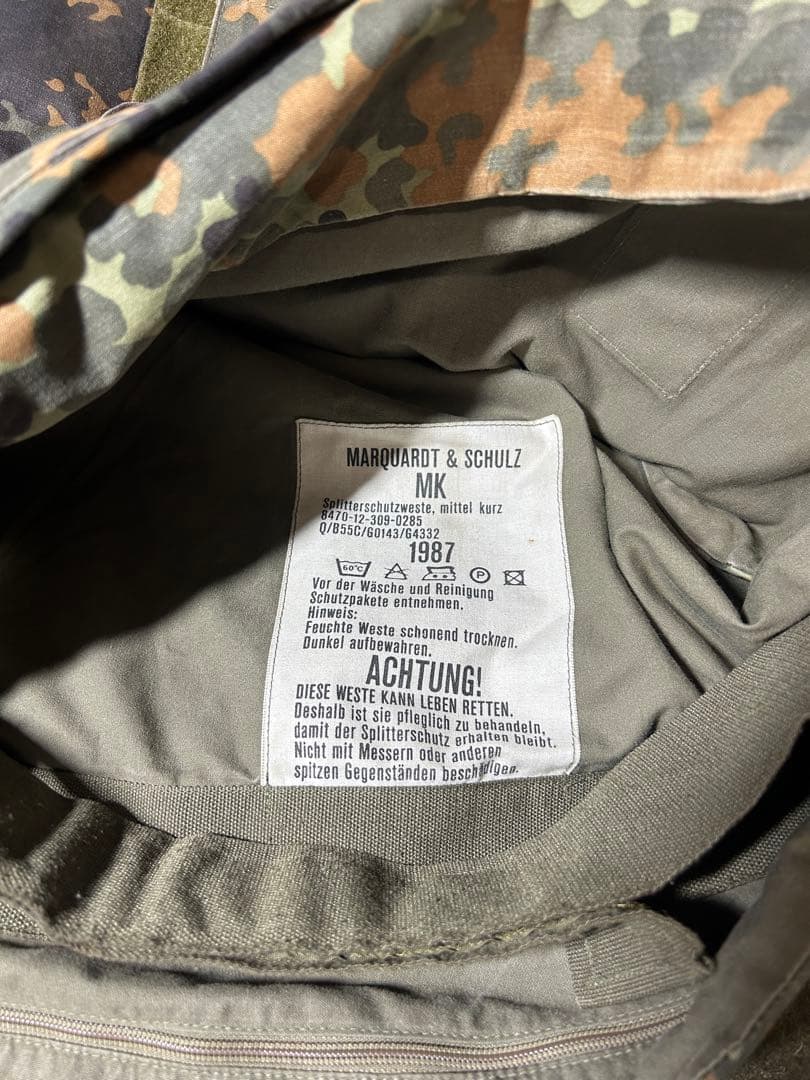 MARQUARDT & SCHULZ
MK
Splitterschutzweste, mittel kurz
8470-12-309-0285
Q/B55C/60143/G4332
1987
60°C P
Vor der Wäsche und Reinigung
Schutzpakete entnehmen.
Hinweis:
Feuchte Weste schonend trocknen.
Dunkel aufbewahren.
ACHTUNG!
DIESE WESTE KANN LEBEN RETTEN.
Deshalb ist sie pfleglich zu behandeln,
damit der Splitterschutz erhalten bleibt.
Nicht mit Messern oder anderen
spitzen Gegenständen beschädigen.